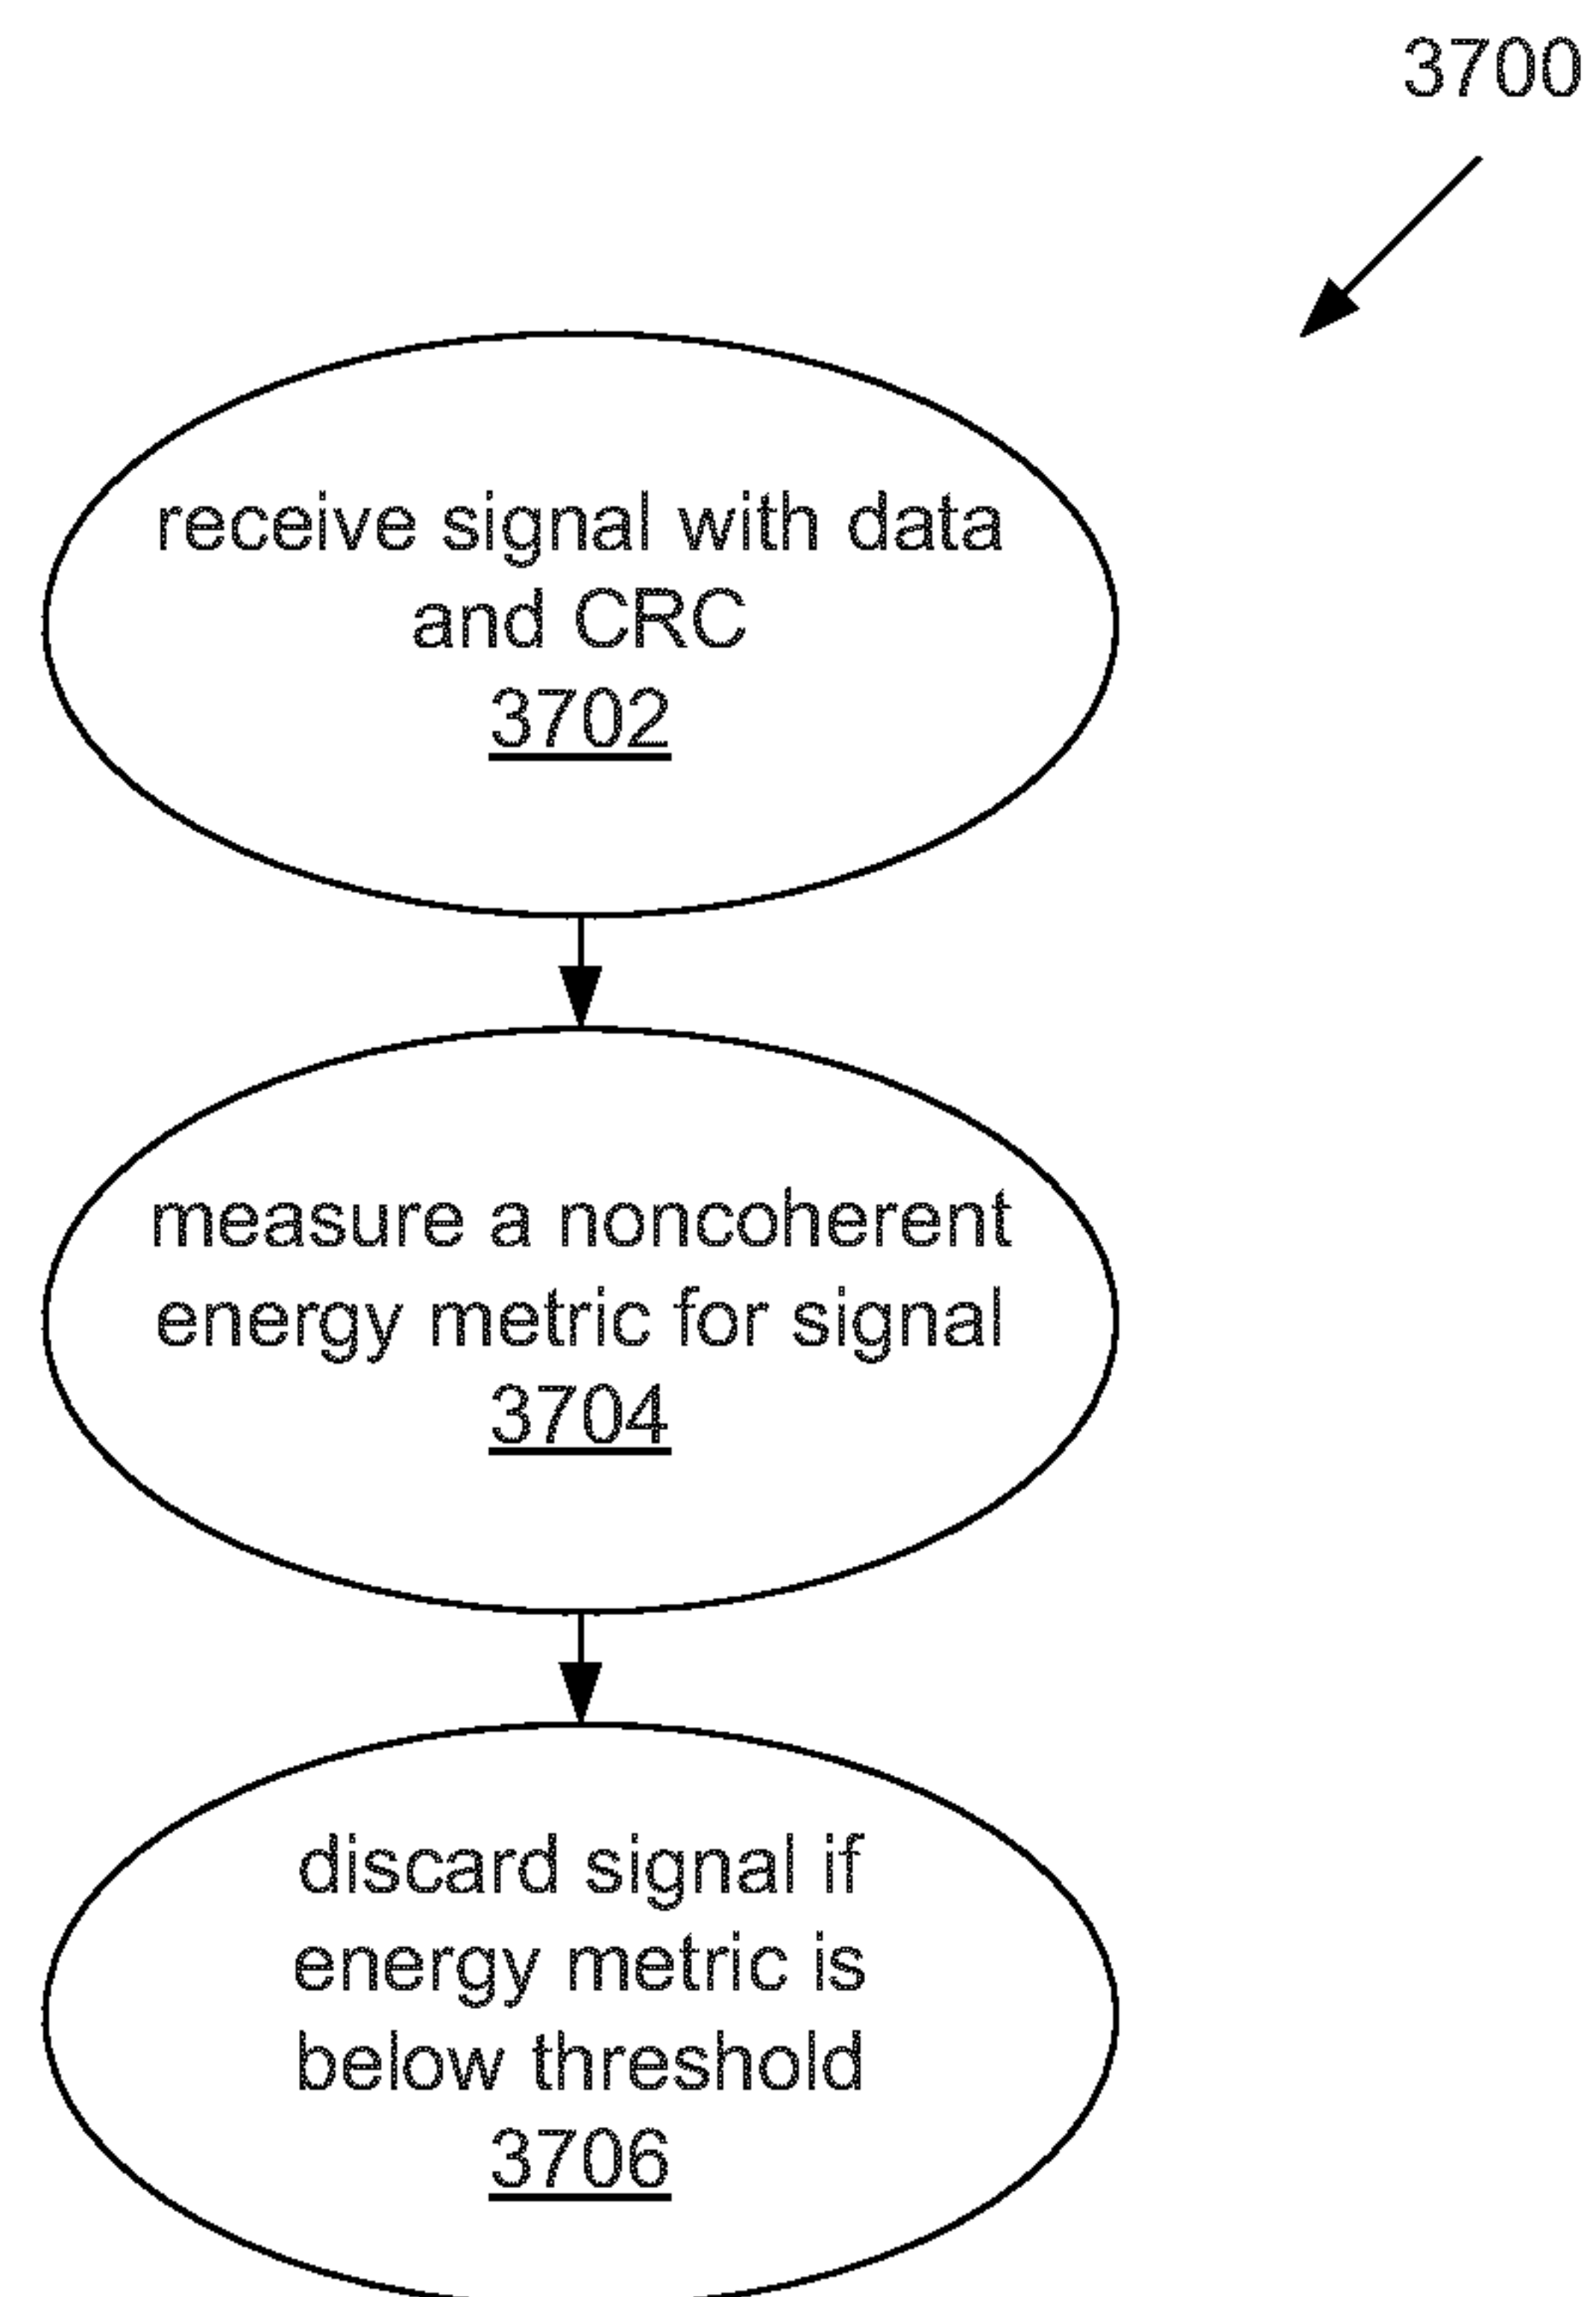 3700
receive signal with data
and CRC
3702
measure a noncoherent
energy metric for signal
3704
discard signal if
energy metric is
below threshold
3706